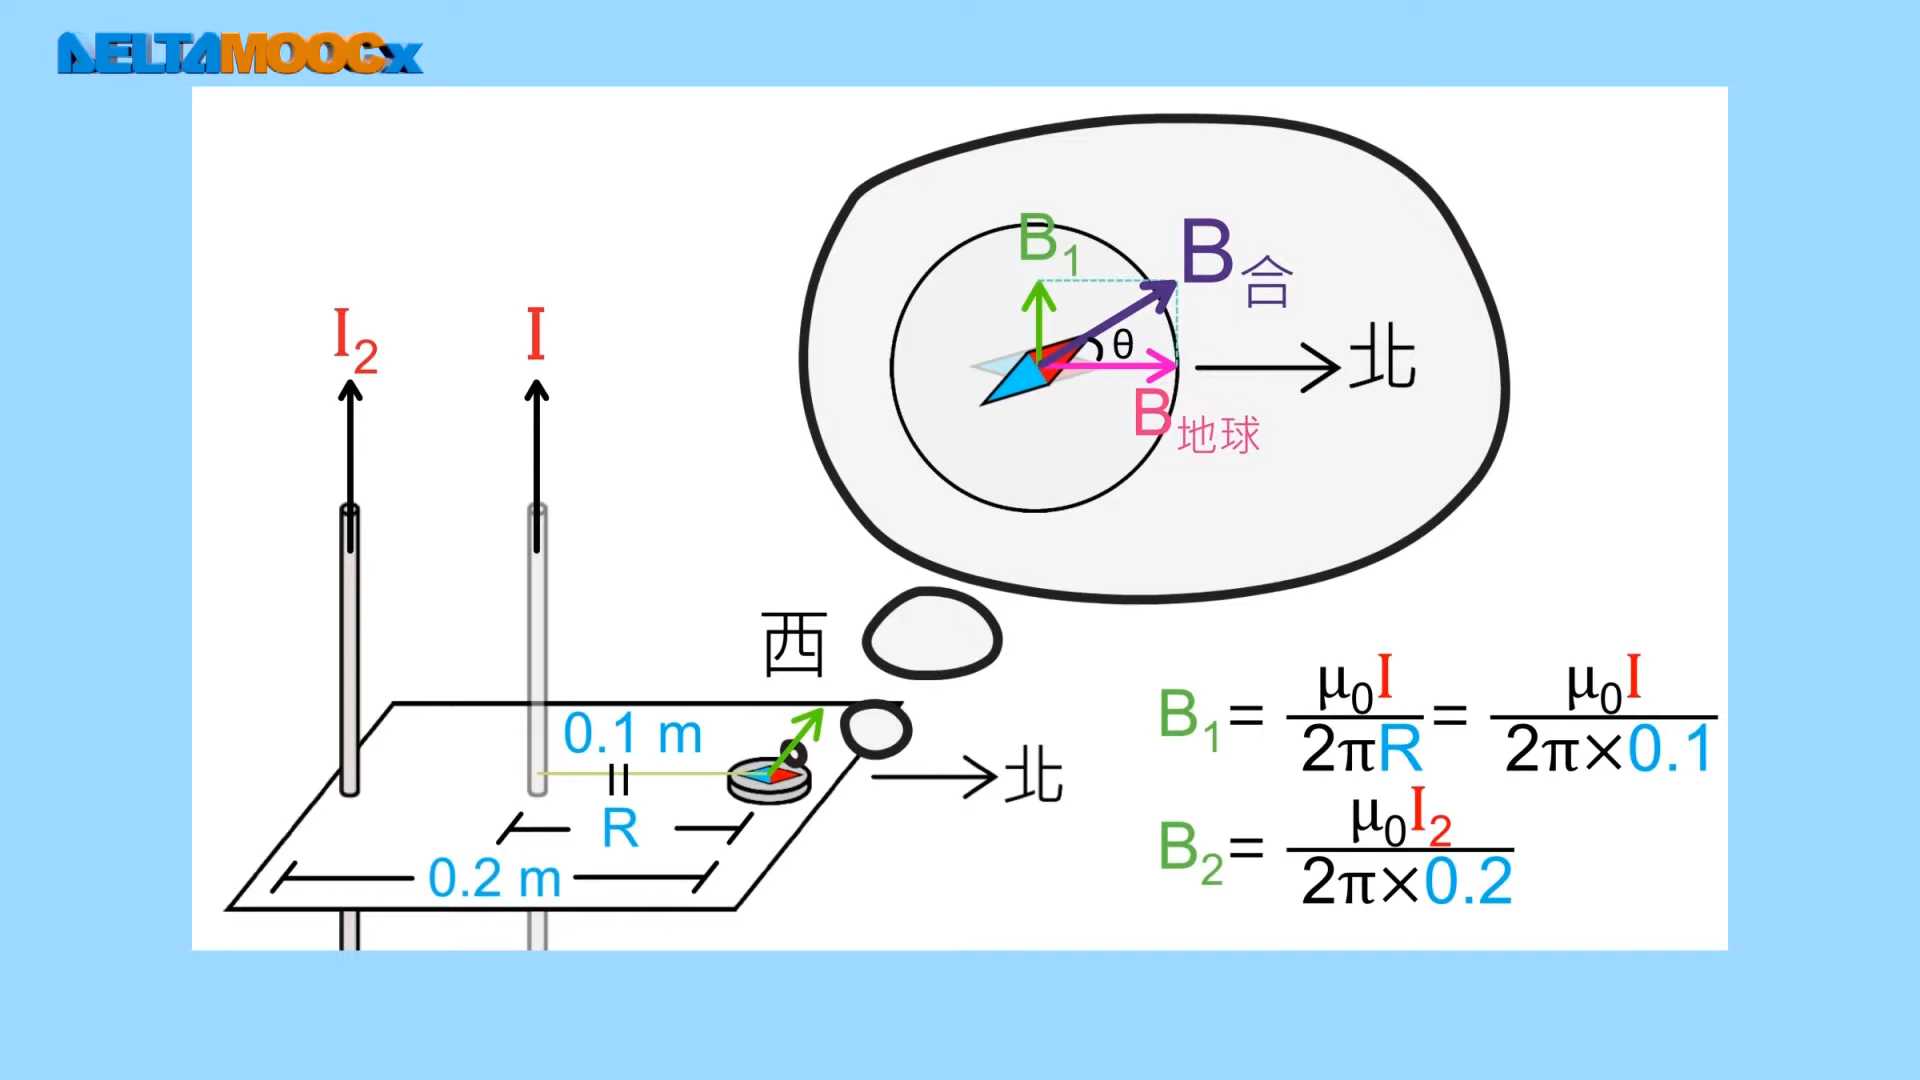 DELTAMOOCx
B₁
B合
θ
北
B地球
I₂
I
西
0.1 m
R
0.2 m
北
B₁ = μ₀I / 2πR = μ₀I / 2π×0.1
B₂ = μ₀I₂ / 2π×0.2